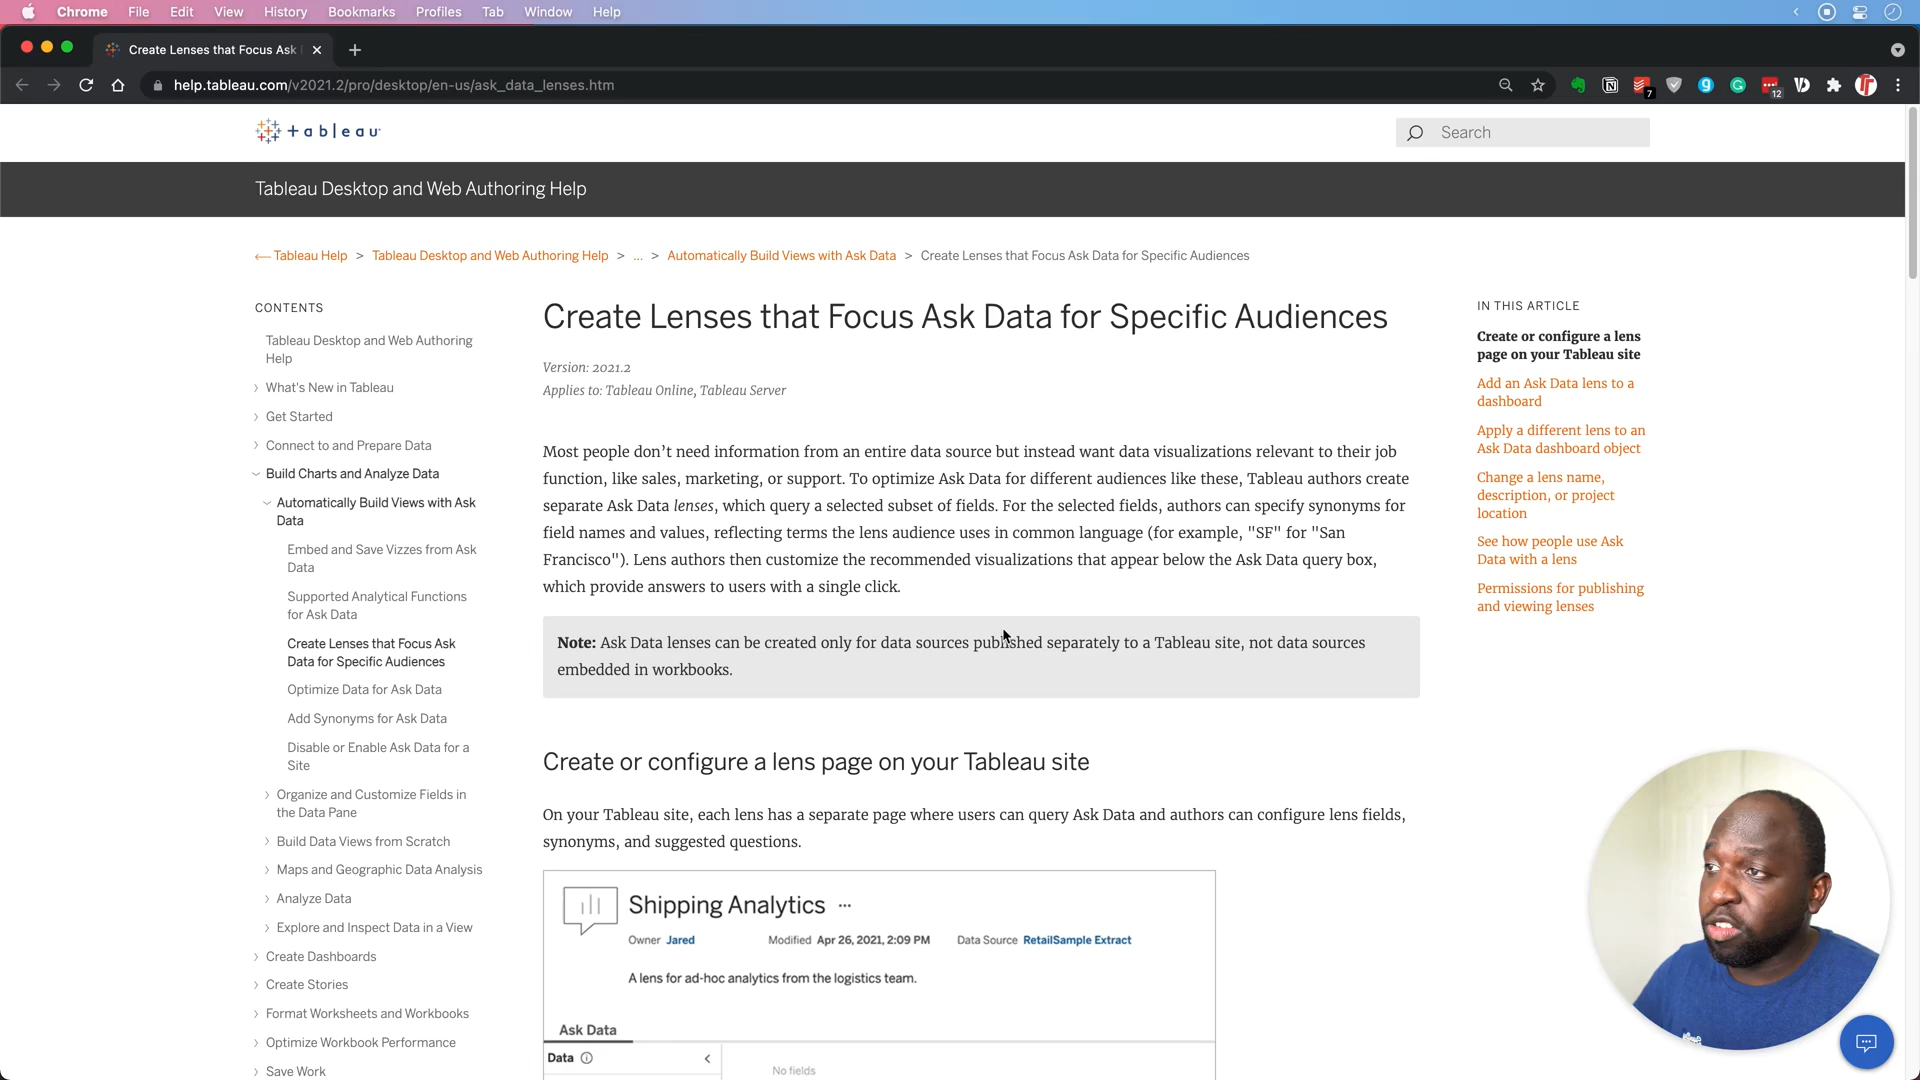 Chrome File Edit View History Bookmarks Profiles Tab Window Help
Create Lenses that Focus Ask
help.tableau.com/v2021.2/pro/desktop/en-us/ask_data_lenses.htm
7
12
+ableau
Search
Tableau Desktop and Web Authoring Help
Tableau Help > Tableau Desktop and Web Authoring Help > ... > Automatically Build Views with Ask Data > Create Lenses that Focus Ask Data for Specific Audiences
CONTENTS
Tableau Desktop and Web Authoring
Help
What's New in Tableau
Get Started
Connect to and Prepare Data
Build Charts and Analyze Data
Automatically Build Views with Ask
Data
Embed and Save Vizzes from Ask
Data
Supported Analytical Functions
for Ask Data
Create Lenses that Focus Ask
Data for Specific Audiences
Optimize Data for Ask Data
Add Synonyms for Ask Data
Disable or Enable Ask Data for a
Site
Organize and Customize Fields in
the Data Pane
Build Data Views from Scratch
Maps and Geographic Data Analysis
Analyze Data
Explore and Inspect Data in a View
Create Dashboards
Create Stories
Format Worksheets and Workbooks
Optimize Workbook Performance
Save Work
Create Lenses that Focus Ask Data for Specific Audiences
Version: 2021.2
Applies to: Tableau Online, Tableau Server
Most people don’t need information from an entire data source but instead want data visualizations relevant to their job
function, like sales, marketing, or support. To optimize Ask Data for different audiences like these, Tableau authors create
separate Ask Data lenses, which query a selected subset of fields. For the selected fields, authors can specify synonyms for
field names and values, reflecting terms the lens audience uses in common language (for example, "SF" for "San
Francisco"). Lens authors then customize the recommended visualizations that appear below the Ask Data query box,
which provide answers to users with a single click.
Note: Ask Data lenses can be created only for data sources published separately to a Tableau site, not data sources
embedded in workbooks.
Create or configure a lens page on your Tableau site
On your Tableau site, each lens has a separate page where users can query Ask Data and authors can configure lens fields,
synonyms, and suggested questions.
Shipping Analytics ...
Owner Jared Modified Apr 26, 2021, 2:09 PM Data Source RetailSample Extract
A lens for ad-hoc analytics from the logistics team.
Ask Data
Data
No fields
IN THIS ARTICLE
Create or configure a lens
page on your Tableau site
Add an Ask Data lens to a
dashboard
Apply a different lens to an
Ask Data dashboard object
Change a lens name,
description, or project
location
See how people use Ask
Data with a lens
Permissions for publishing
and viewing lenses